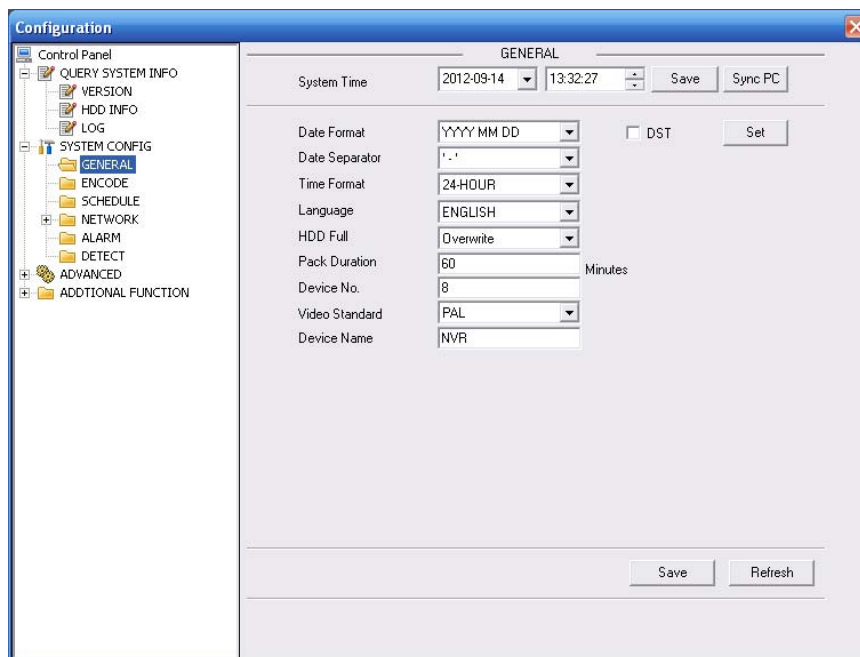 Configuration
Control Panel
QUERY SYSTEM INFO
VERSION
HDD INFO
LOG
SYSTEM CONFIG
GENERAL
ENCODE
SCHEDULE
NETWORK
ALARM
DETECT
ADVANCED
ADDTIONAL FUNCTION
GENERAL
System Time 2012-09-14 13:32:27 Save Sync PC
Date Format YYYY MM DD DST Set
Date Separator '-'
Time Format 24-HOUR
Language ENGLISH
HDD Full Overwrite
Pack Duration 60 Minutes
Device No. 8
Video Standard PAL
Device Name NVR
Save Refresh